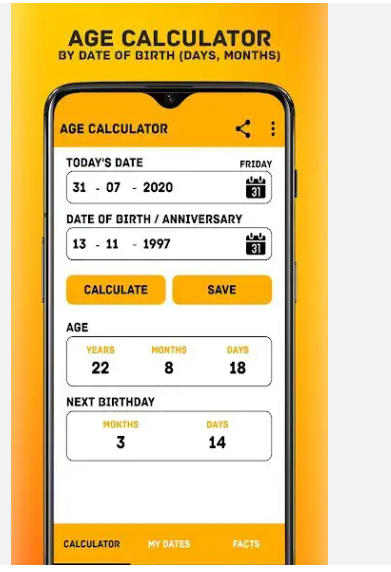 AGE CALCULATOR
BY DATE OF BIRTH (DAYS, MONTHS)
AGE CALCULATOR
TODAY'S DATE FRIDAY
31 - 07 - 2020 31
DATE OF BIRTH / ANNIVERSARY
13 - 11 - 1997 31
CALCULATE SAVE
AGE
YEARS MONTHS DAYS
22 8 18
NEXT BIRTHDAY
MONTHS DAYS
3 14
CALCULATOR MY DATES FACTS